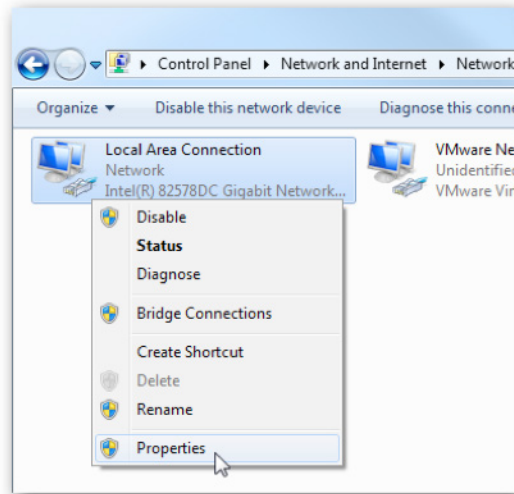 Control Panel Network and Internet Network
Organize Disable this network device Diagnose this conne
Local Area Connection
Network
Intel(R) 82578DC Gigabit Network...
VMware Ne
Unidentified
VMware Vir
Disable
Status
Diagnose
Bridge Connections
Create Shortcut
Delete
Rename
Properties